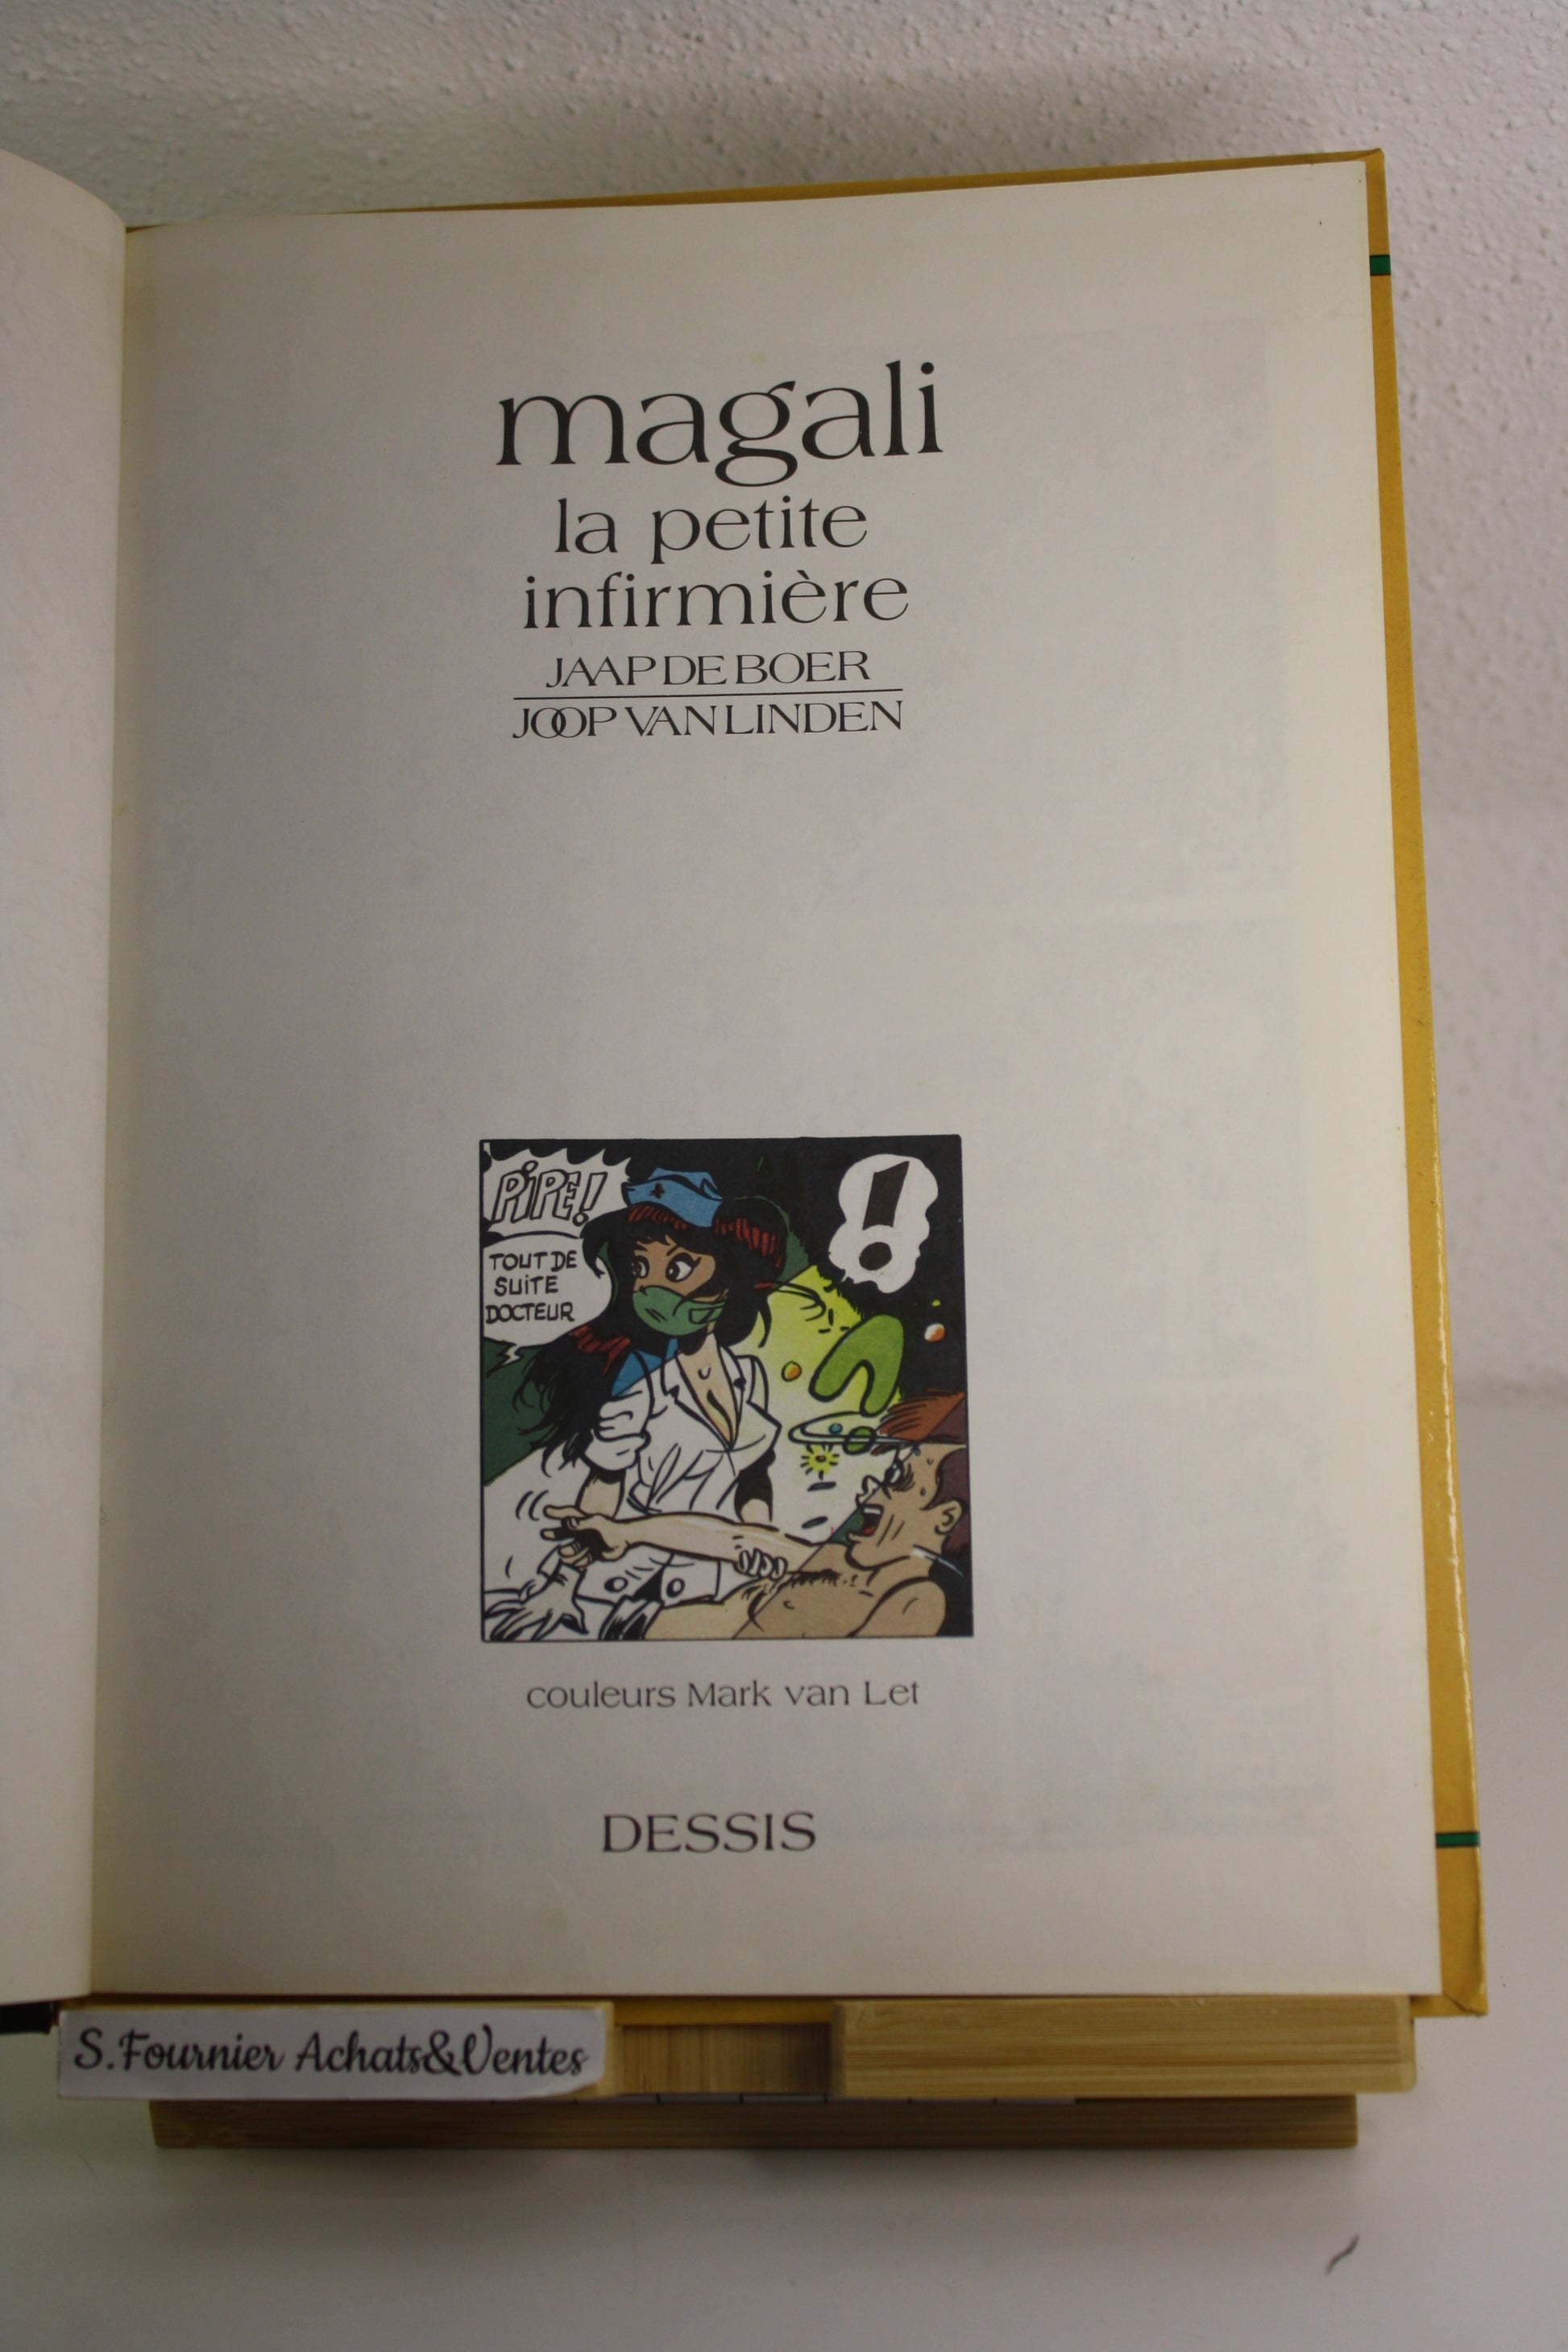 magali
la petite
infirmière
JAAP DE BOER
JOOP VAN LINDEN
PIPE!
!
TOUT DE
SUITE
DOCTEUR
couleurs Mark van Let
DESSIS
S.Fournier Achats&Ventes